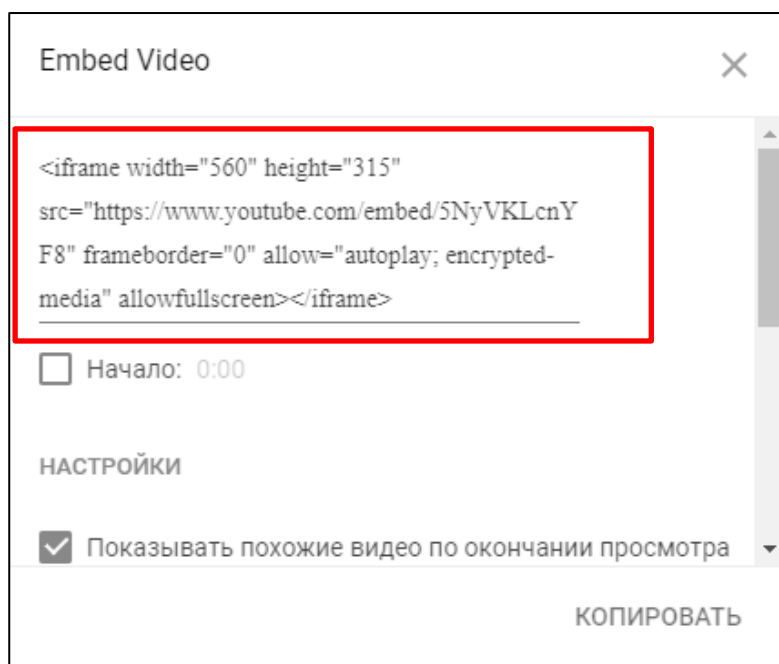 Embed Video
<iframe width="560" height="315"
src="https://www.youtube.com/embed/5NyVKLcnY
F8" frameborder="0" allow="autoplay; encrypted-
media" allowfullscreen></iframe>
Начало: 0:00
НАСТРОЙКИ
Показывать похожие видео по окончании просмотра
КОПИРОВАТЬ